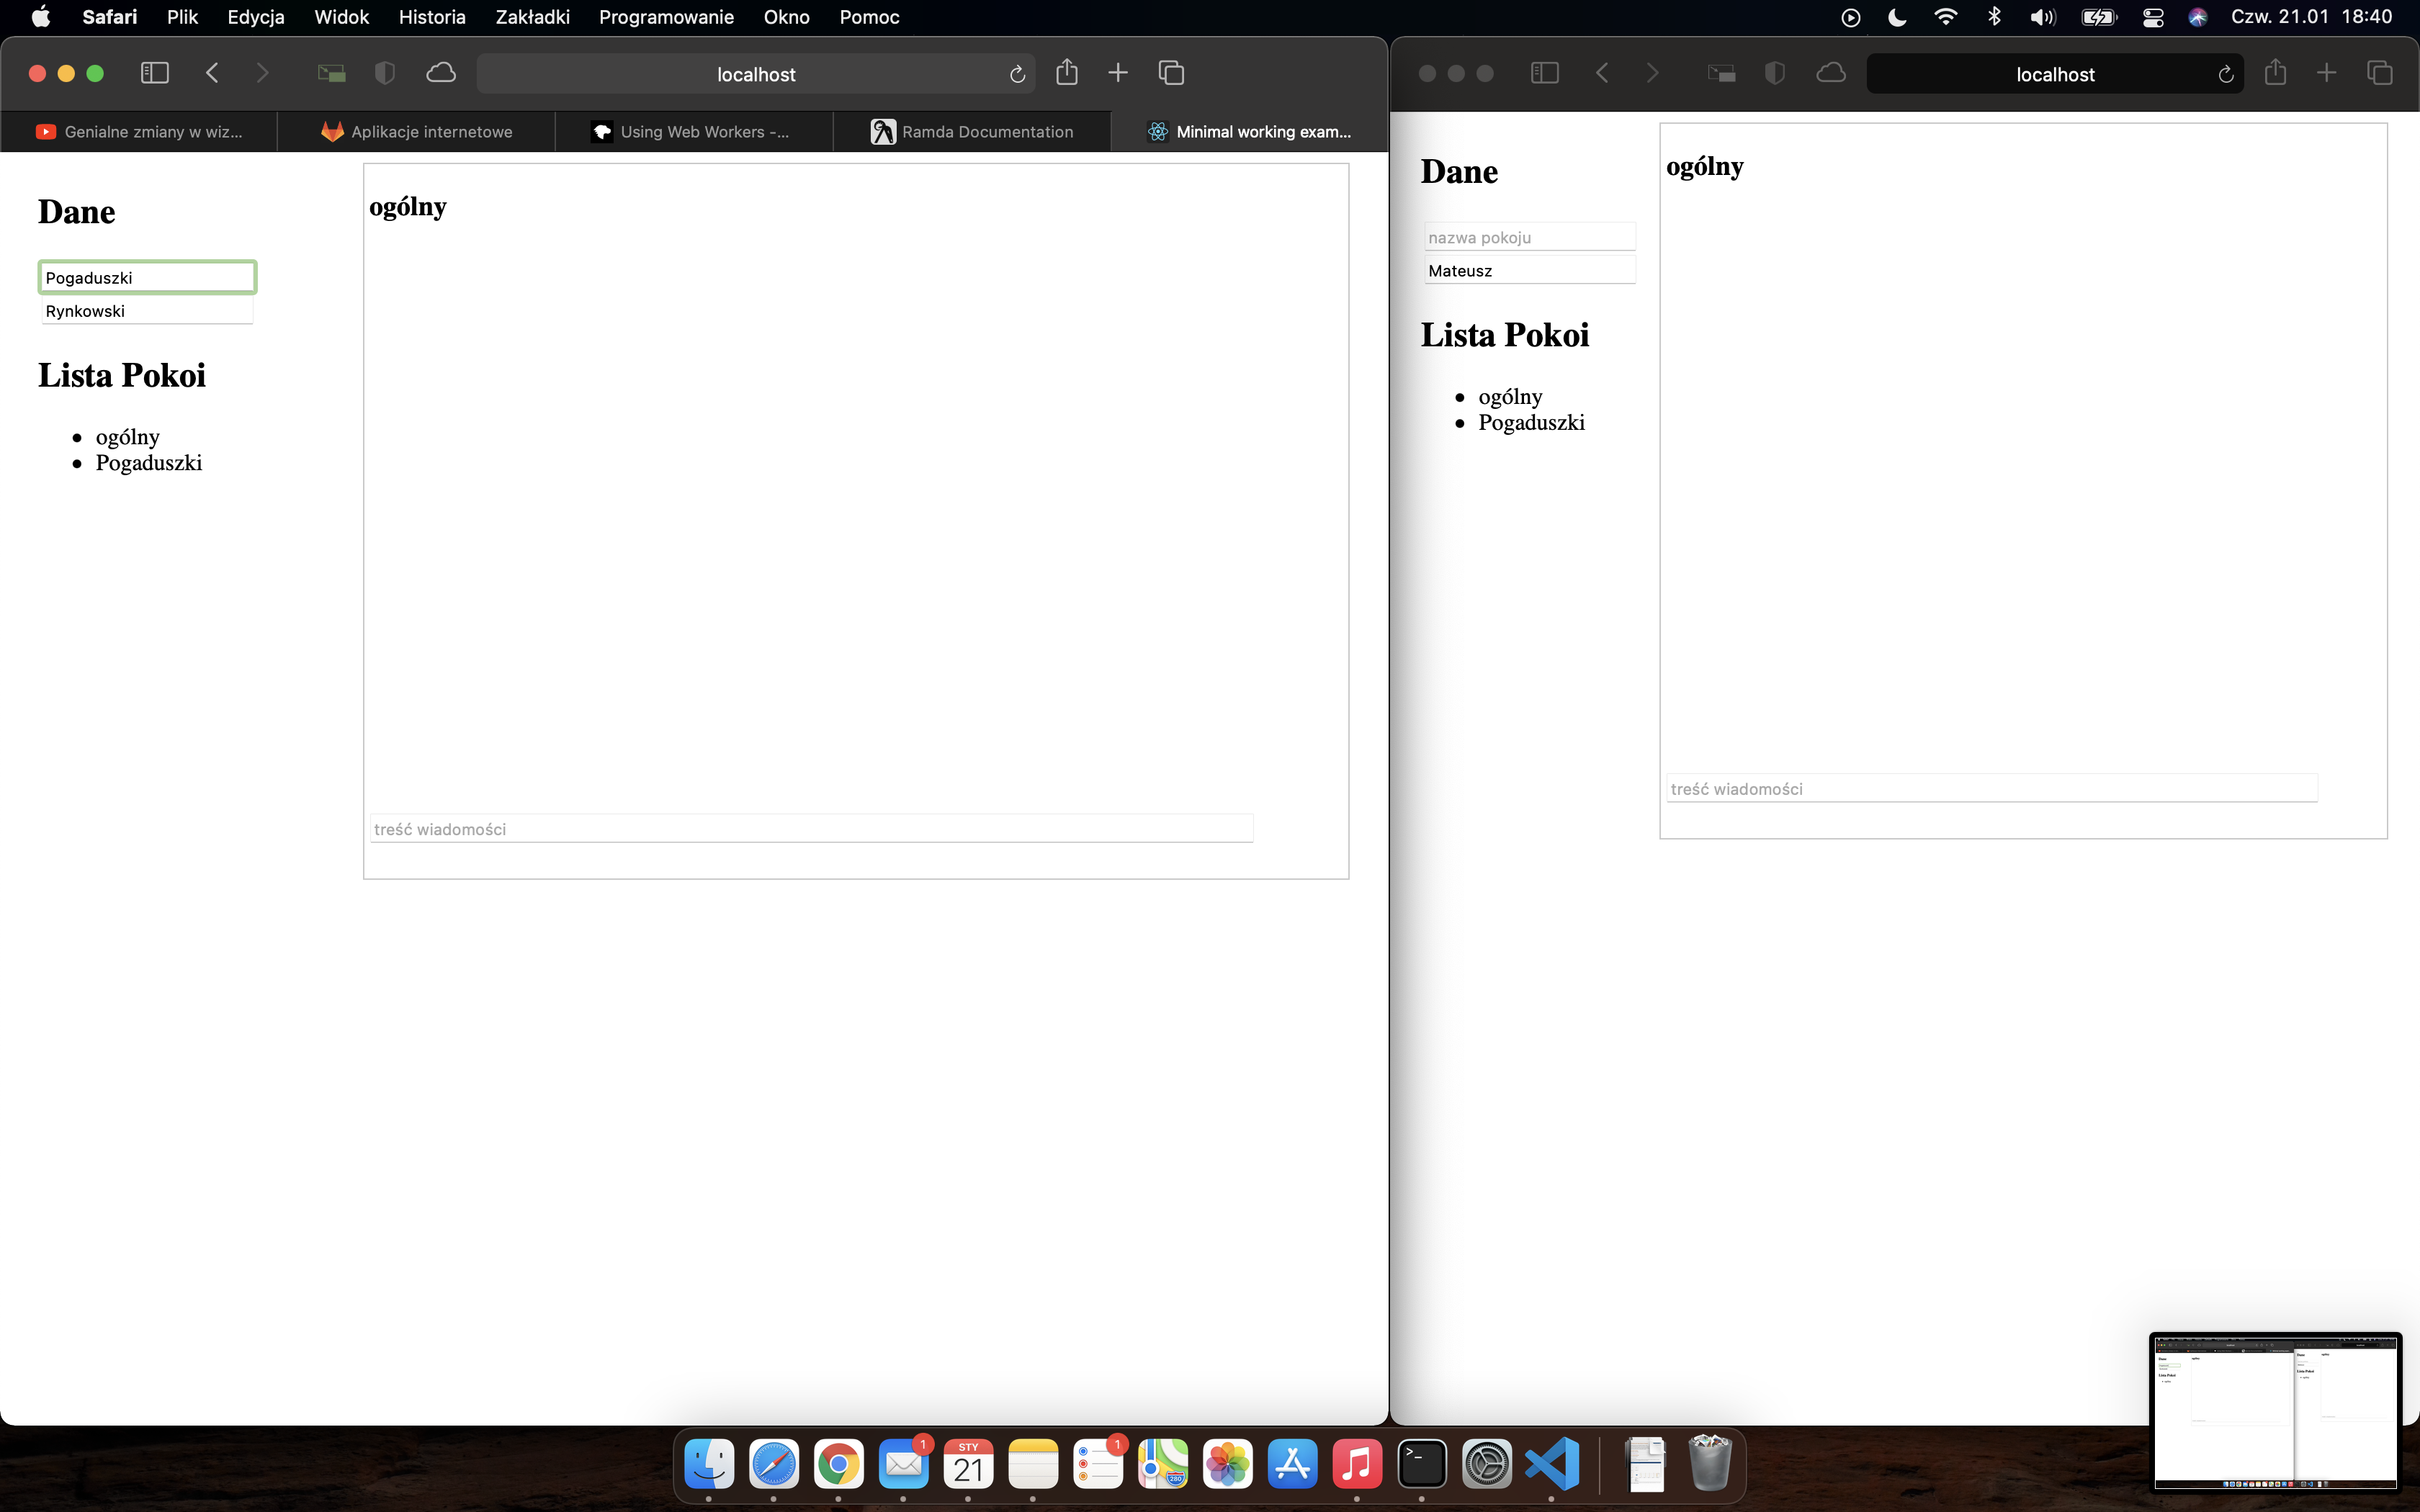 Safari Plik Edycja Widok Historia Zakładki Programowanie Okno Pomoc Czw. 21.01 18:40
localhost
Genialne zmiany w wiz... Aplikacje internetowe Using Web Workers -... Ramda Documentation Minimal working exam...
Dane
ogólny
Pogaduszki
Rynkowski
Lista Pokoi
ogólny
Pogaduszki
treść wiadomości
localhost
Dane
ogólny
nazwa pokoju
Mateusz
Lista Pokoi
ogólny
Pogaduszki
treść wiadomości
1
STY
21
1
280